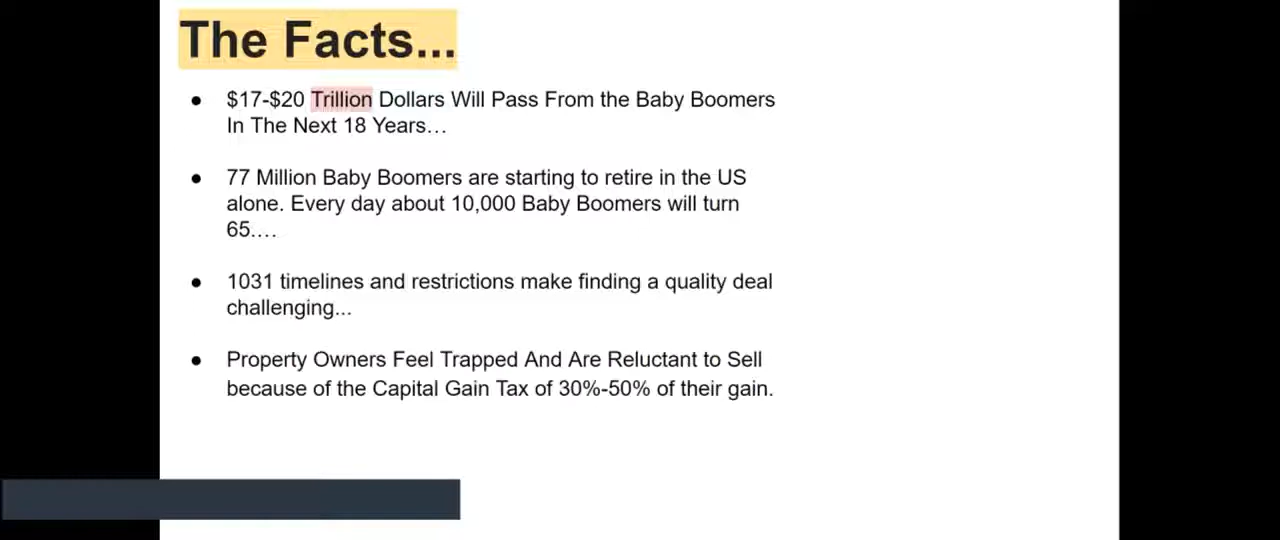 The Facts...
● $17-$20 Trillion Dollars Will Pass From the Baby Boomers
In The Next 18 Years…
● 77 Million Baby Boomers are starting to retire in the US
alone. Every day about 10,000 Baby Boomers will turn
65.…
● 1031 timelines and restrictions make finding a quality deal
challenging...
● Property Owners Feel Trapped And Are Reluctant to Sell
because of the Capital Gain Tax of 30%-50% of their gain.